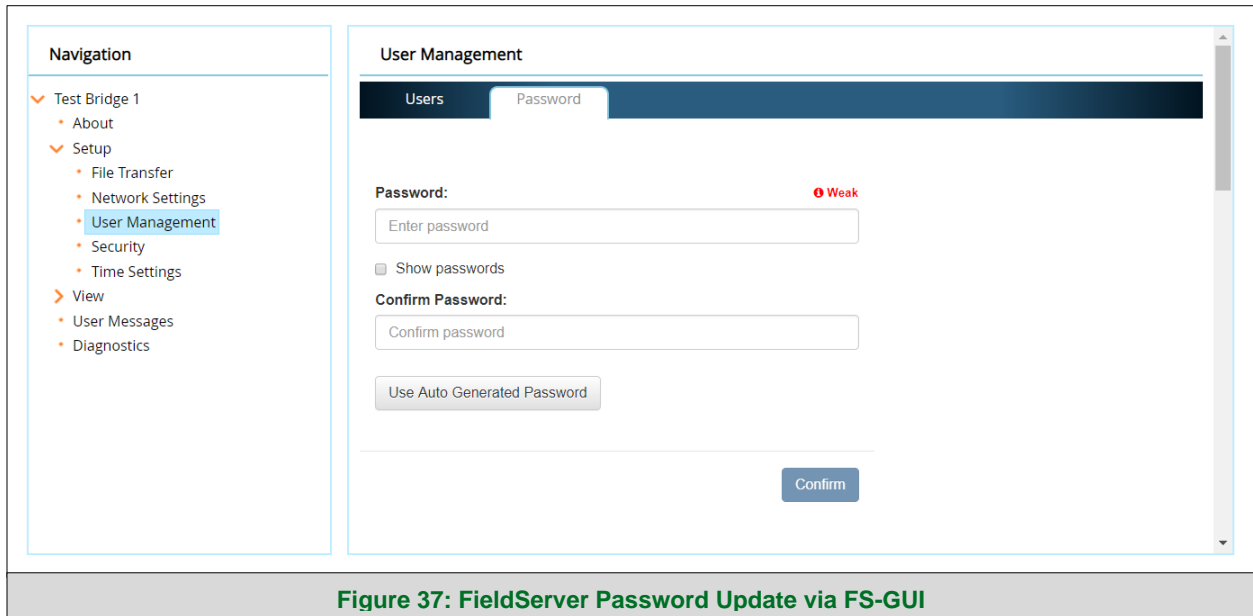 Navigation
Test Bridge 1
About
Setup
File Transfer
Network Settings
User Management
Security
Time Settings
View
User Messages
Diagnostics
User Management
Users Password
Password: Weak
Enter password
Show passwords
Confirm Password:
Confirm password
Use Auto Generated Password
Confirm
Figure 37: FieldServer Password Update via FS-GUI